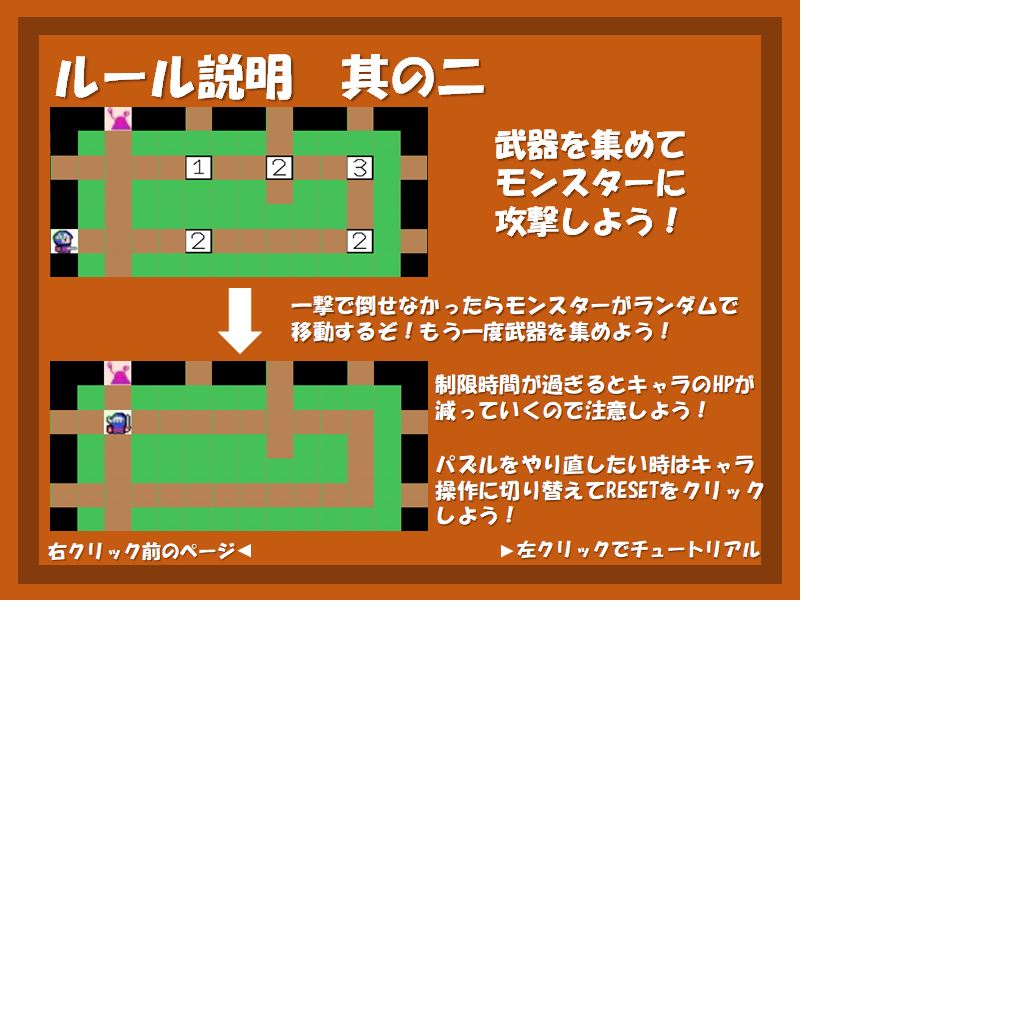 ルール説明　其の二
1 2 3
武器を集めて
モンスターに
攻撃しよう！
2 2
一撃で倒せなかったらモンスターがランダムで
移動するぞ！もう一度武器を集めよう！
制限時間が過ぎるとキャラのHPが
減っていくので注意しよう！
パズルをやり直したい時はキャラ
操作に切り替えてRESETをクリック
しよう！
右クリック前のページ◀
▶左クリックでチュートリアル